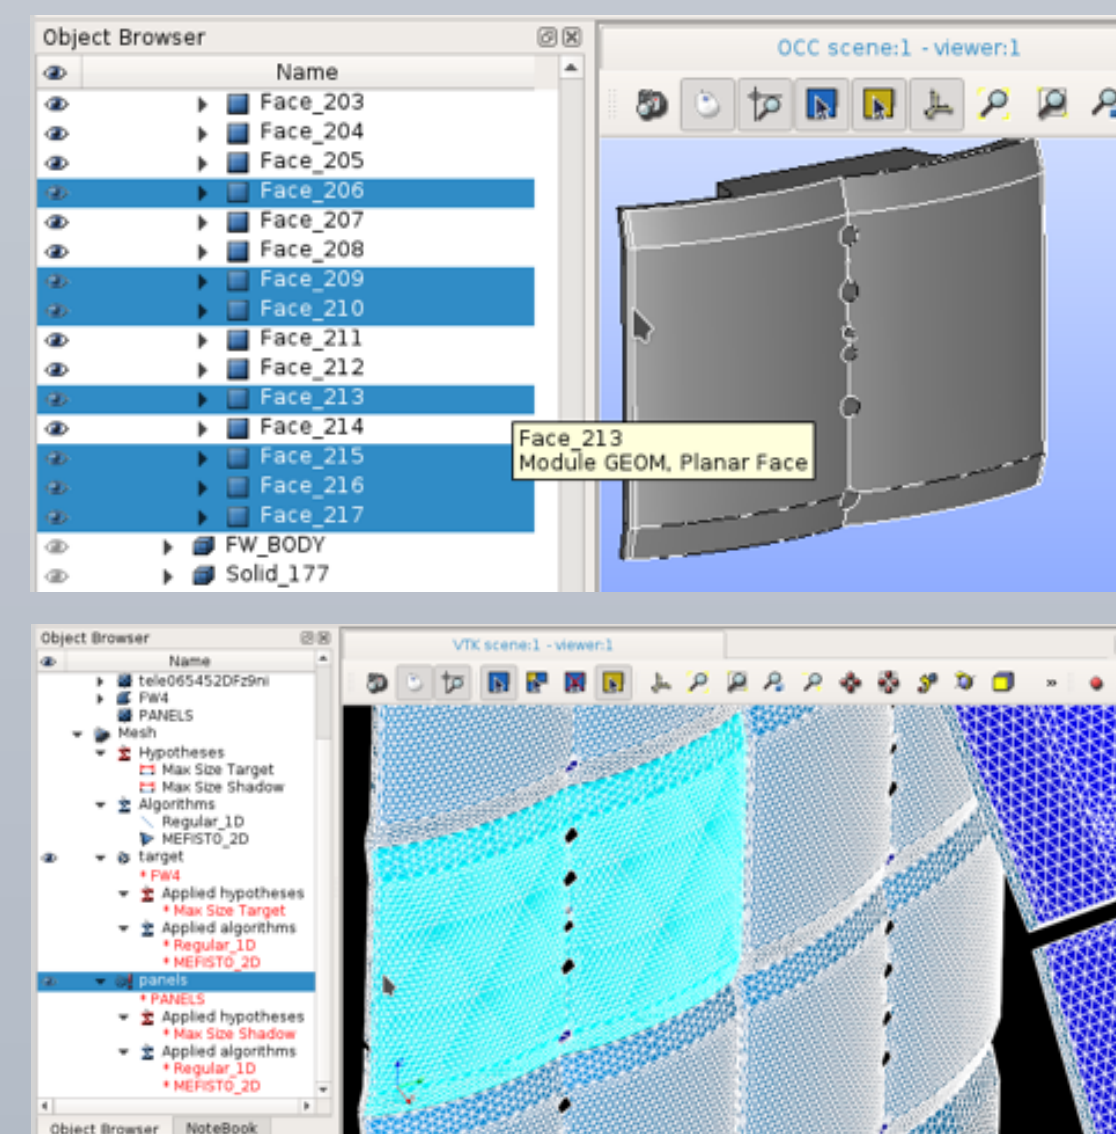 Object Browser
OCC scene:1 - viewer:1
Name
Face_203
Face_204
Face_205
Face_206
Face_207
Face_208
Face_209
Face_210
Face_211
Face_212
Face_213
Face_214
Face_215
Face_216
Face_217
FW_BODY
Solid_177
Face_213
Module GEOM, Planar Face
Object Browser
VTK scene:1 - viewer:1
Name
tele065452DFz9ni
FW4
PANELS
Mesh
Hypotheses
Max Size Target
Max Size Shadow
Algorithms
Regular_1D
MEFISTO_2D
target
* FW4
Applied hypotheses
* Max Size Target
Applied algorithms
* Regular_1D
* MEFISTO_2D
panels
* PANELS
Applied hypotheses
* Max Size Shadow
Applied algorithms
* Regular_1D
* MEFISTO_2D
Object Browser NoteBook
»